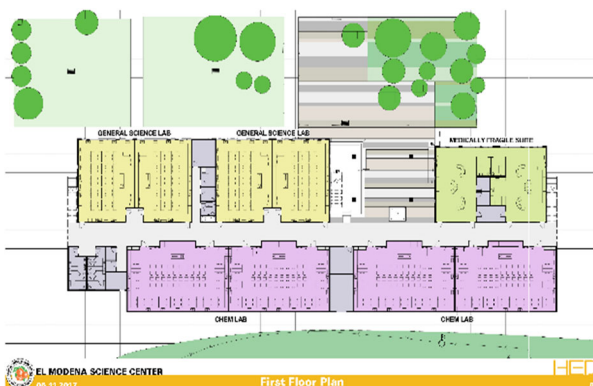 GENERAL SCIENCE LAB
GENERAL SCIENCE LAB
MEDICALLY FRAGILE SUITE
CHEM LAB
CHEM LAB
EL MODENA SCIENCE CENTER
First Floor Plan